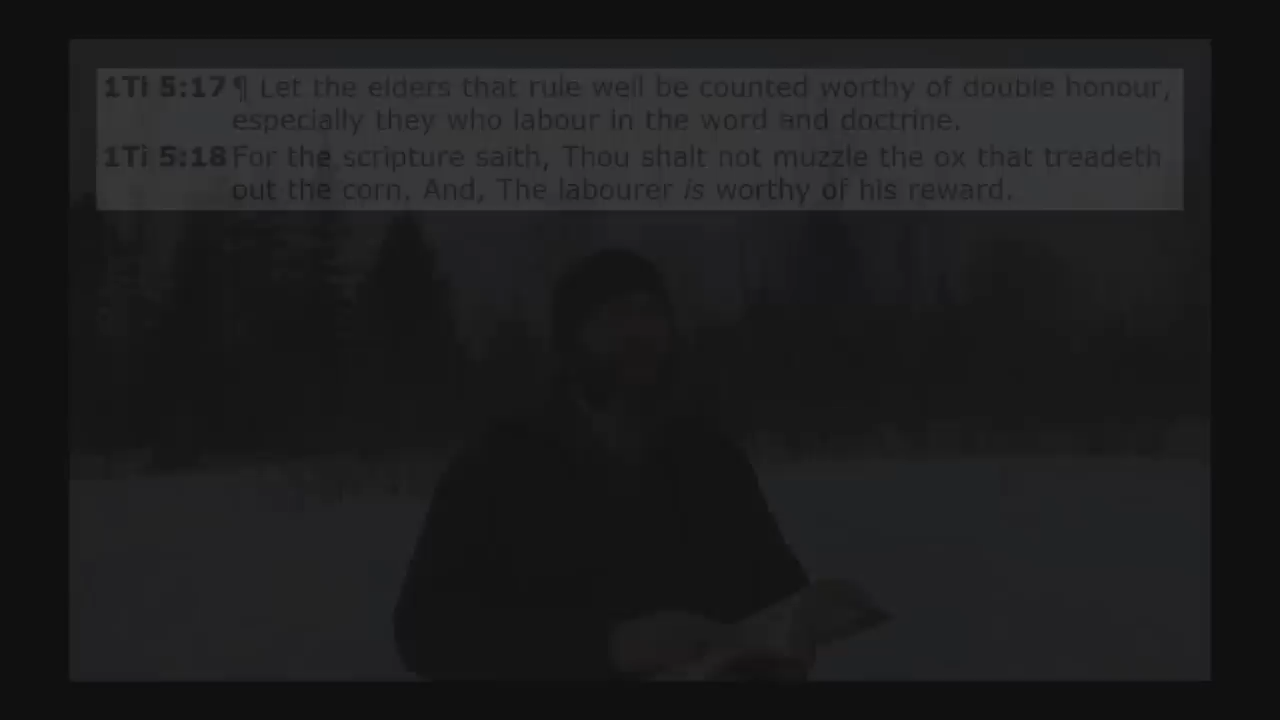 1Ti 5:17 ¶ Let the elders that rule well be counted worthy of double honour,
especially they who labour in the word and doctrine.
1Ti 5:18 For the scripture saith, Thou shalt not muzzle the ox that treadeth
out the corn. And, The labourer is worthy of his reward.